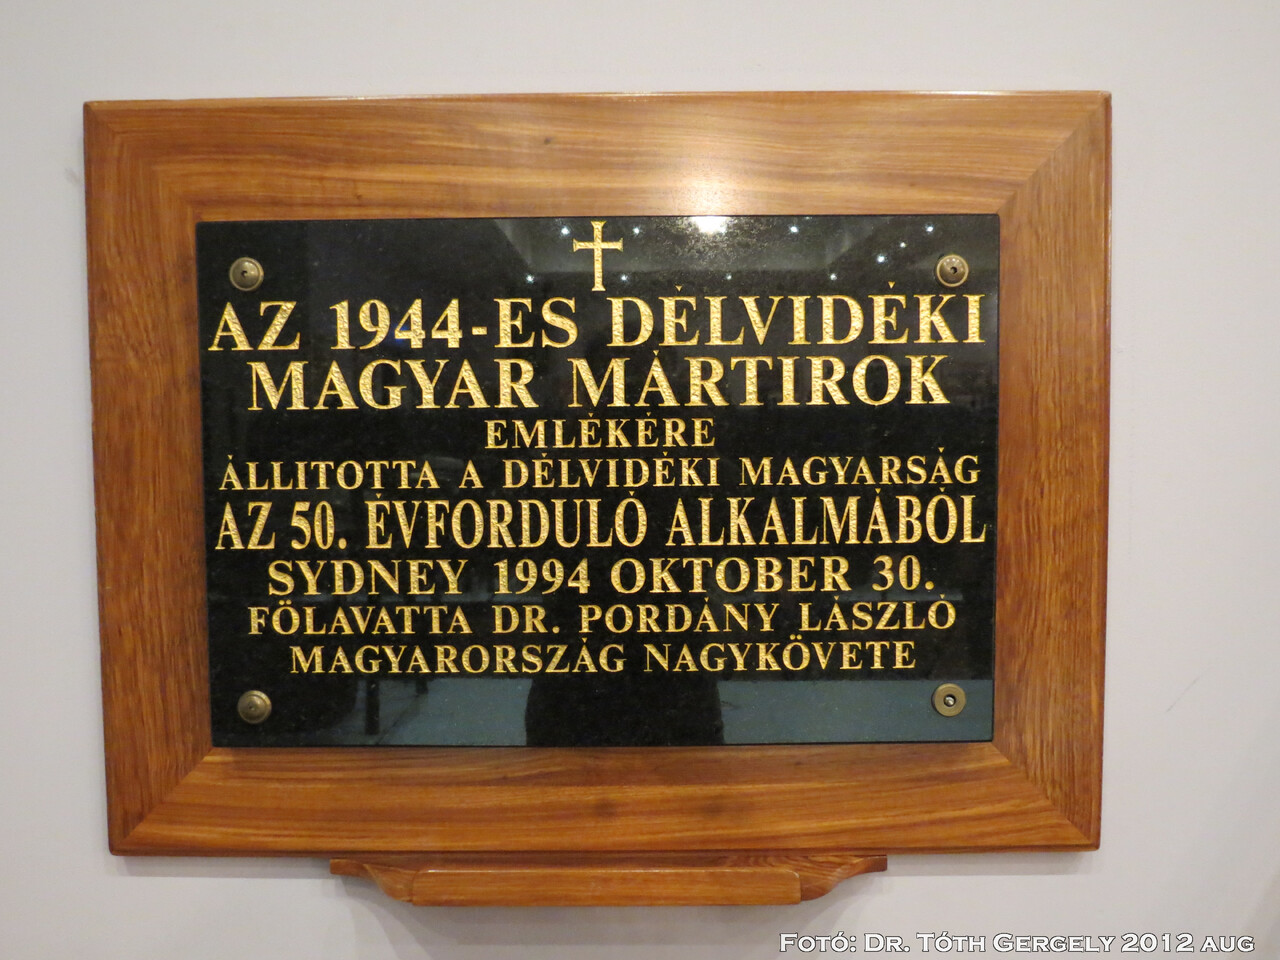 AZ 1944-ES DÉLVIDÉKI
MAGYAR MÁRTIROK
EMLÉKÉRE
ÁLLITOTTA A DÉLVIDÉKI MAGYARSÁG
AZ 50. ÉVFORDULÓ ALKALMÁBÓL
SYDNEY 1994 OKTOBER 30.
FÖLAVATTA DR. PORDÁNY LÁSZLÓ
MAGYARORSZÁG NAGYKÖVETE
FOTÓ: DR. TÓTH GERGELY 2012 AUG